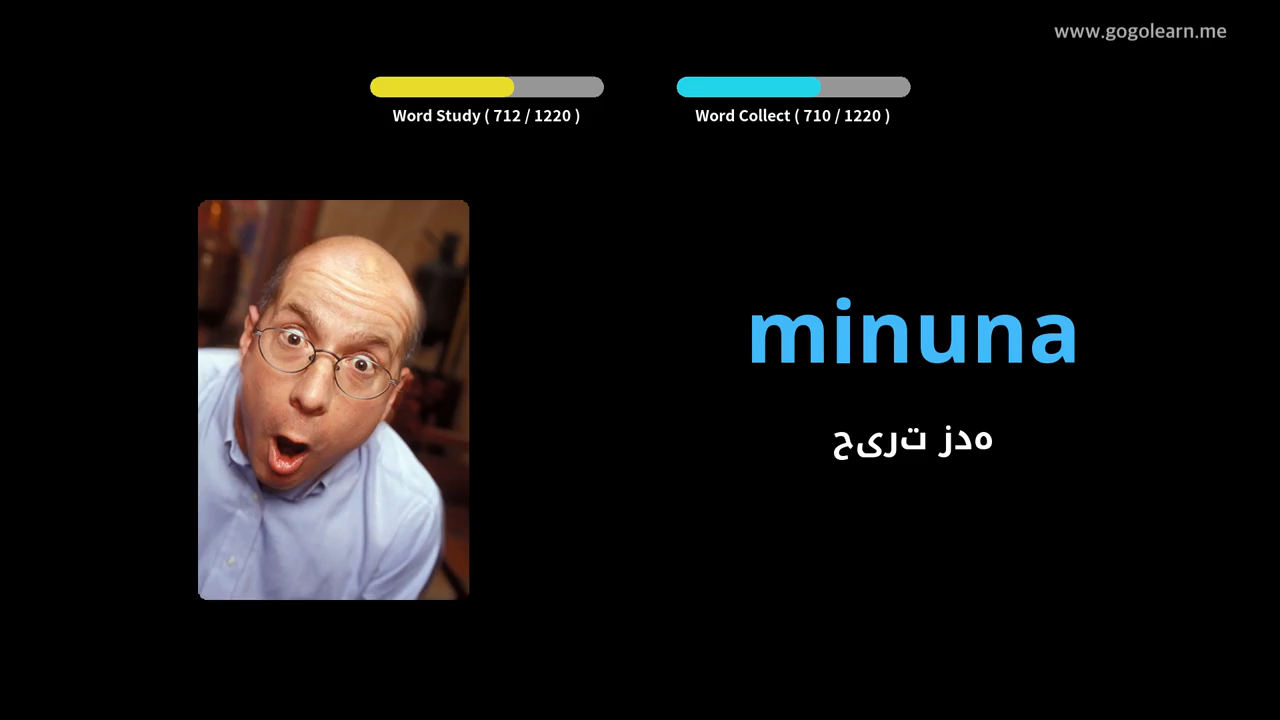 www.gogolearn.me
Word Study ( 712 / 1220 )
Word Collect ( 710 / 1220 )
minuna
حیرت زده